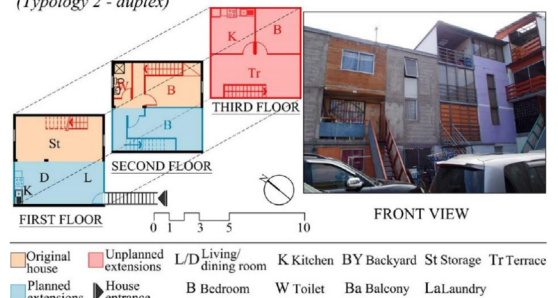 (Typology 2 - duplex)
K B
Tr
THIRD FLOOR
W B
B
SECOND FLOOR
St
D L
K
FIRST FLOOR
N
0 1 3 5 10
FRONT VIEW
Original house
Unplanned extensions
L/D Living/ dining room
K Kitchen
BY Backyard
St Storage
Tr Terrace
Planned extensions
House entrance
B Bedroom
W Toilet
Ba Balcony
La Laundry